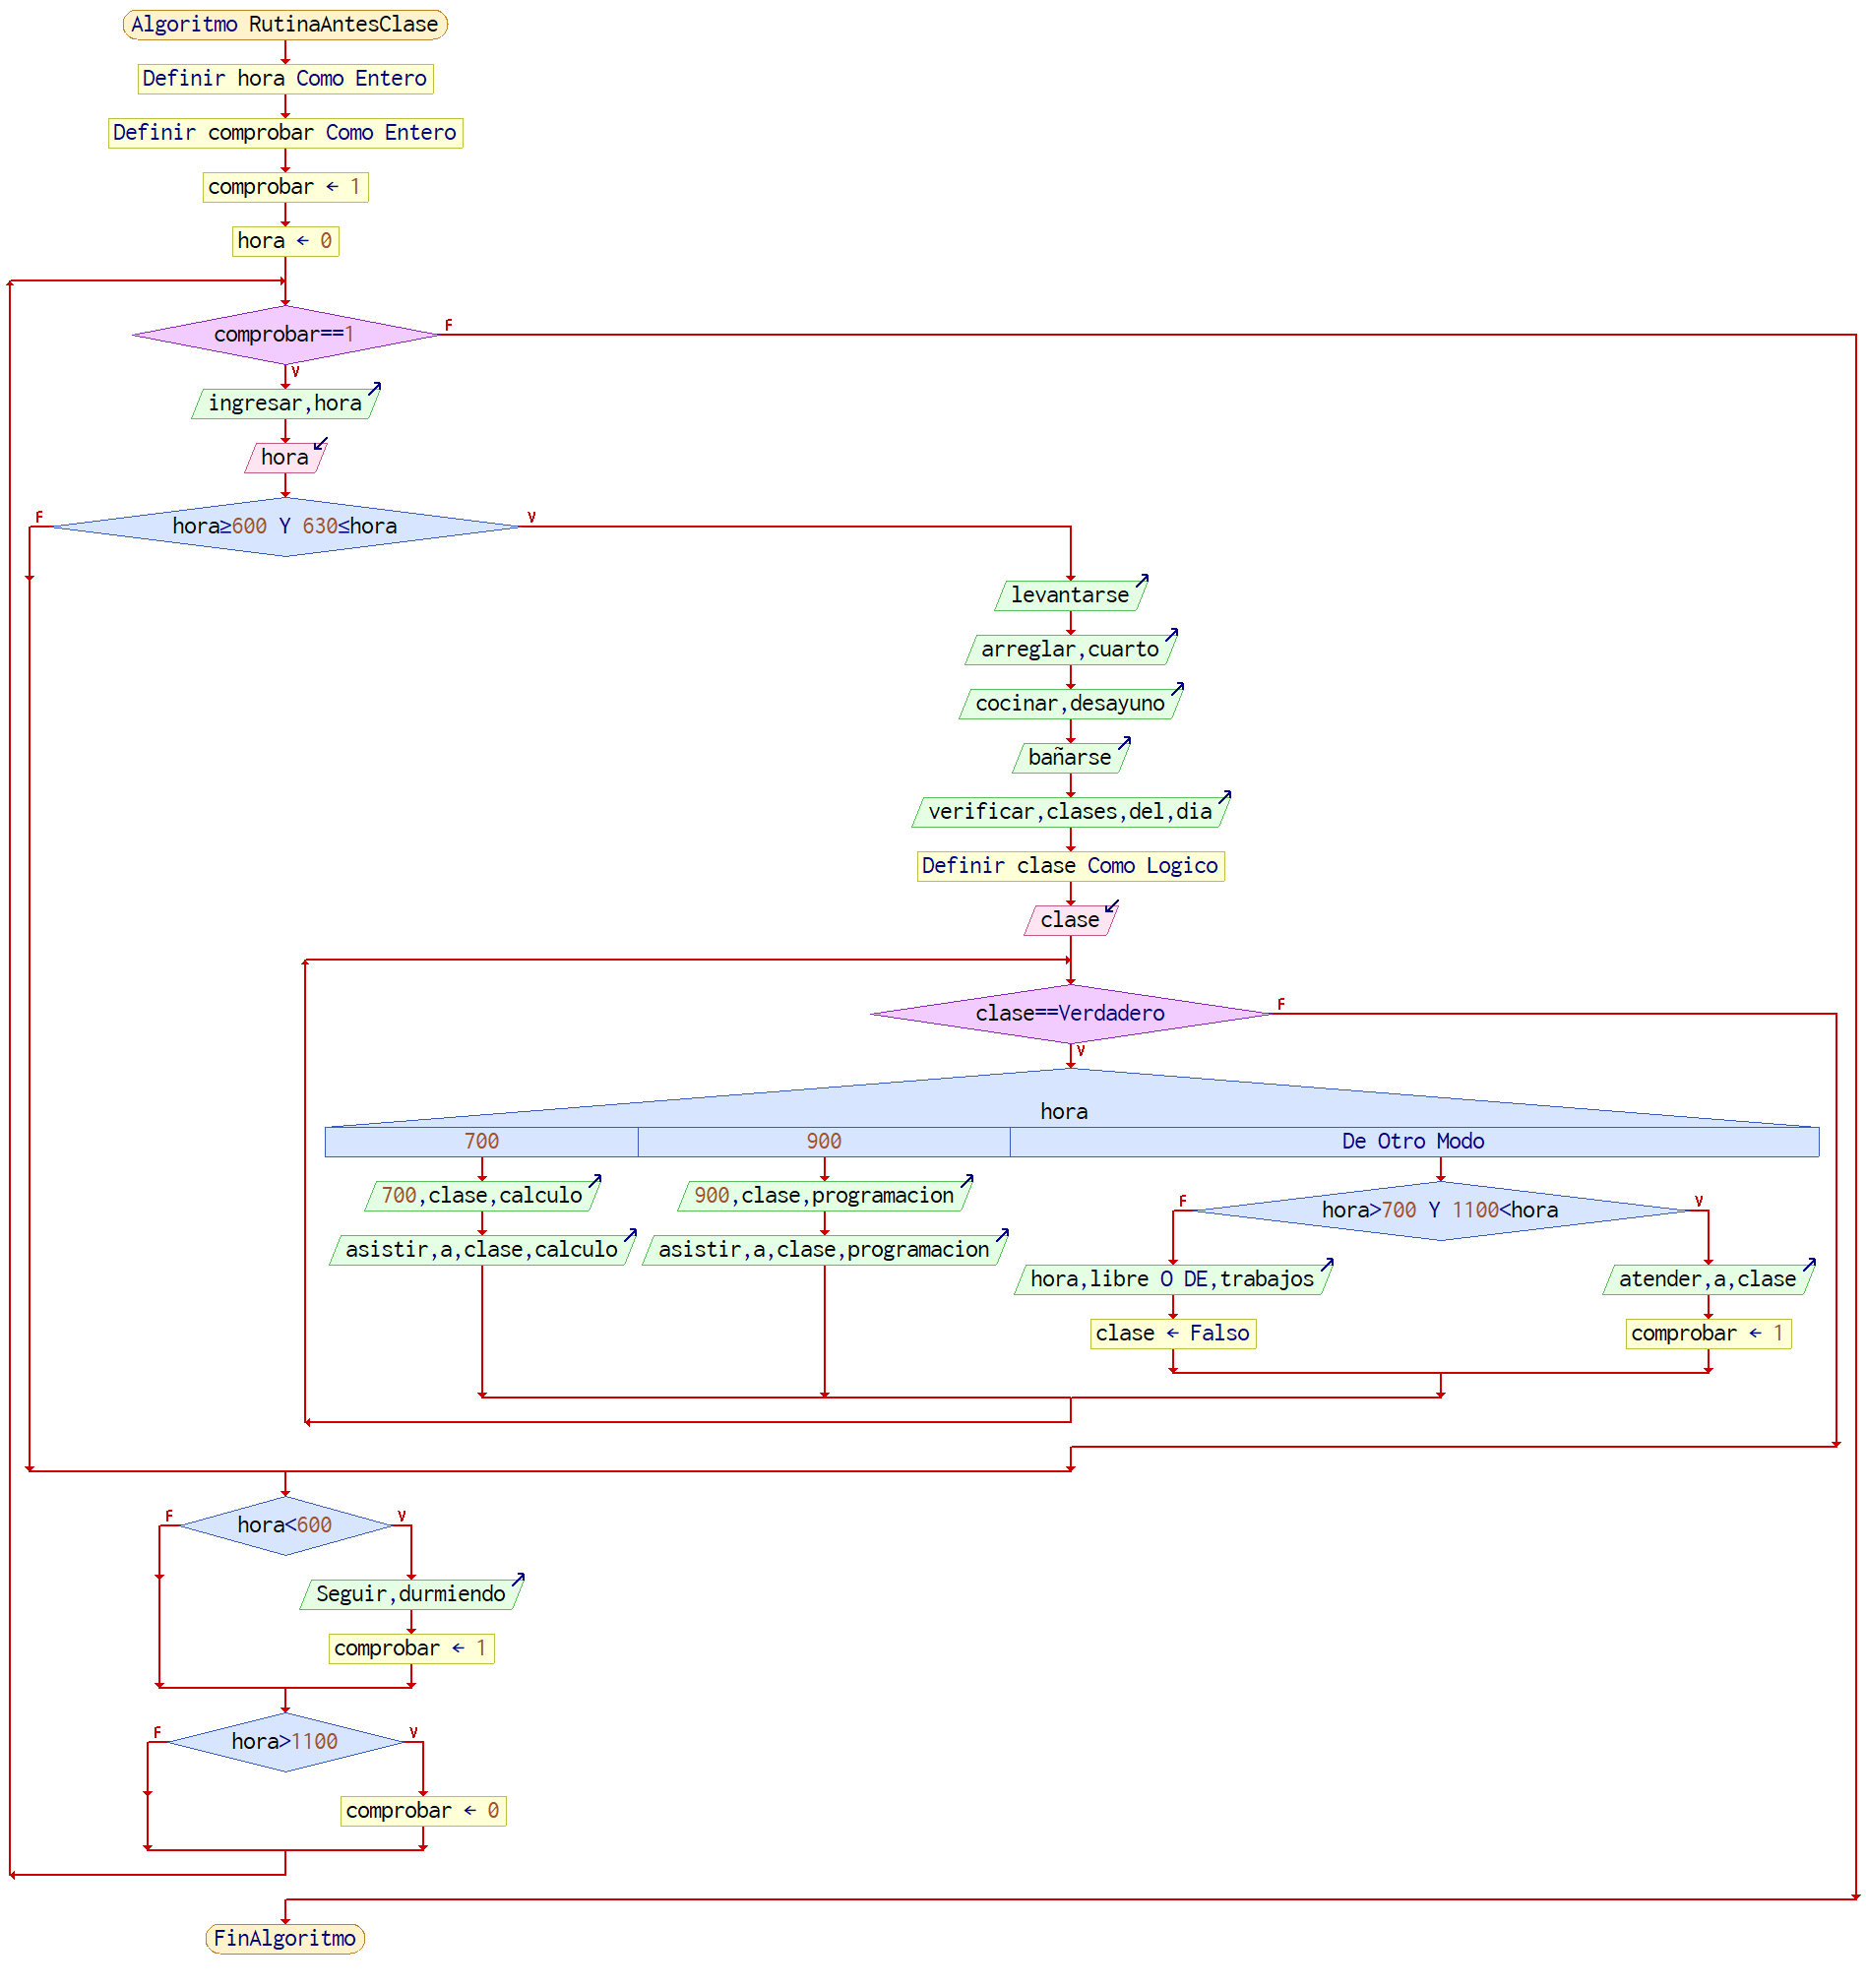 Algoritmo RutinaAntesClase
Definir hora Como Entero
Definir comprobar Como Entero
comprobar ← 1
hora ← 0
comprobar==1
F
V
ingresar,hora
hora
F
hora≥600 Y 630≤hora
V
levantarse
arreglar,cuarto
cocinar,desayuno
bañarse
verificar,clases,del,dia
Definir clase Como Logico
clase
clase==Verdadero
F
V
hora
700
900
De Otro Modo
700,clase,calculo
900,clase,programacion
F
hora>700 Y 1100<hora
V
asistir,a,clase,calculo
asistir,a,clase,programacion
hora,libre O DE,trabajos
atender,a,clase
clase ← Falso
comprobar ← 1
F
hora<600
V
Seguir,durmiendo
comprobar ← 1
F
hora>1100
V
comprobar ← 0
FinAlgoritmo